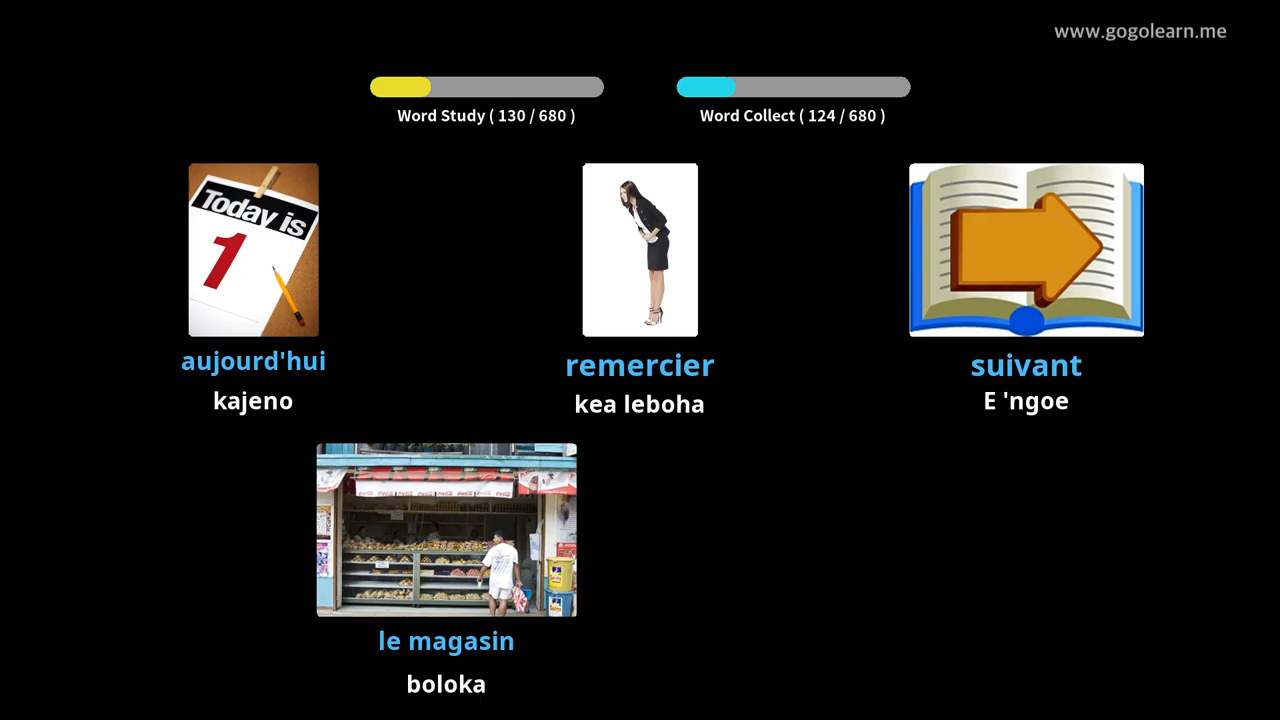 www.gogolearn.me
Word Study ( 130 / 680 )
Word Collect ( 124 / 680 )
Today is
1
aujourd'hui
kajeno
remercier
kea leboha
suivant
E 'ngoe
le magasin
boloka